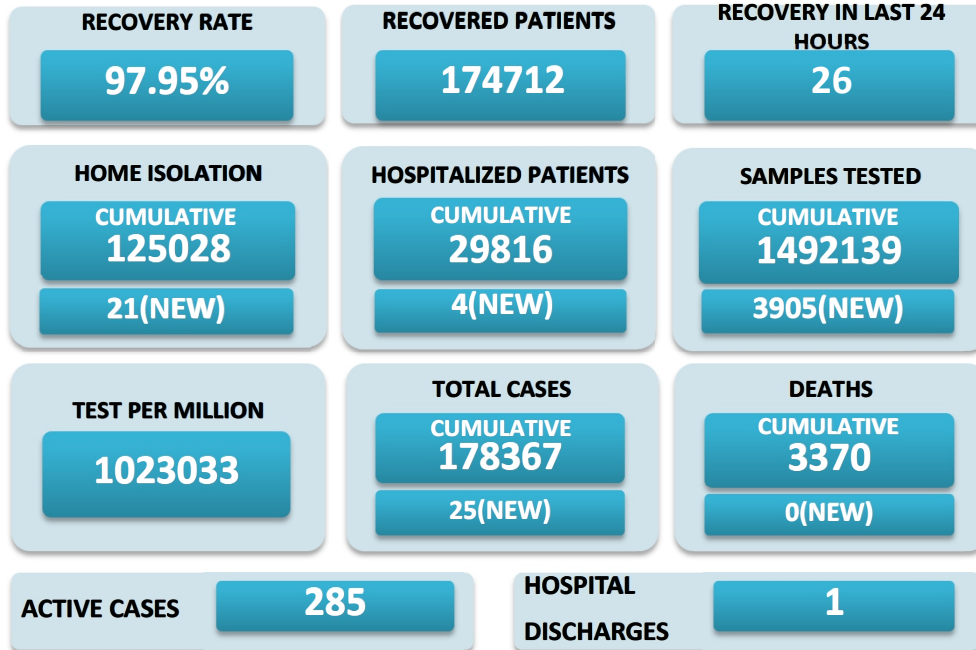 RECOVERY RATE
97.95%
RECOVERED PATIENTS
174712
RECOVERY IN LAST 24
HOURS
26
HOME ISOLATION
CUMULATIVE
125028
21(NEW)
HOSPITALIZED PATIENTS
CUMULATIVE
29816
4(NEW)
SAMPLES TESTED
CUMULATIVE
1492139
3905(NEW)
TEST PER MILLION
1023033
TOTAL CASES
CUMULATIVE
178367
25(NEW)
DEATHS
CUMULATIVE
3370
0(NEW)
ACTIVE CASES
285
HOSPITAL
DISCHARGES
1